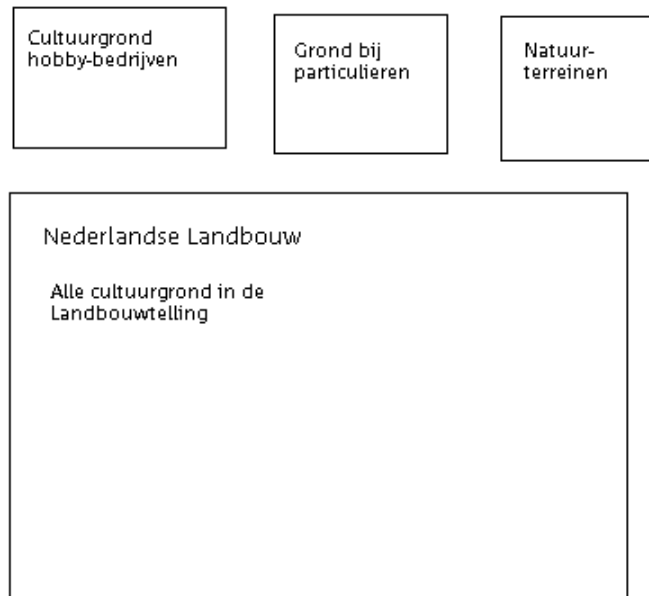 Cultuurgrond
hobby-bedrijven
Grond bij
particulieren
Natuur-
terreinen
Nederlandse Landbouw
Alle cultuurgrond in de
Landbouwtelling